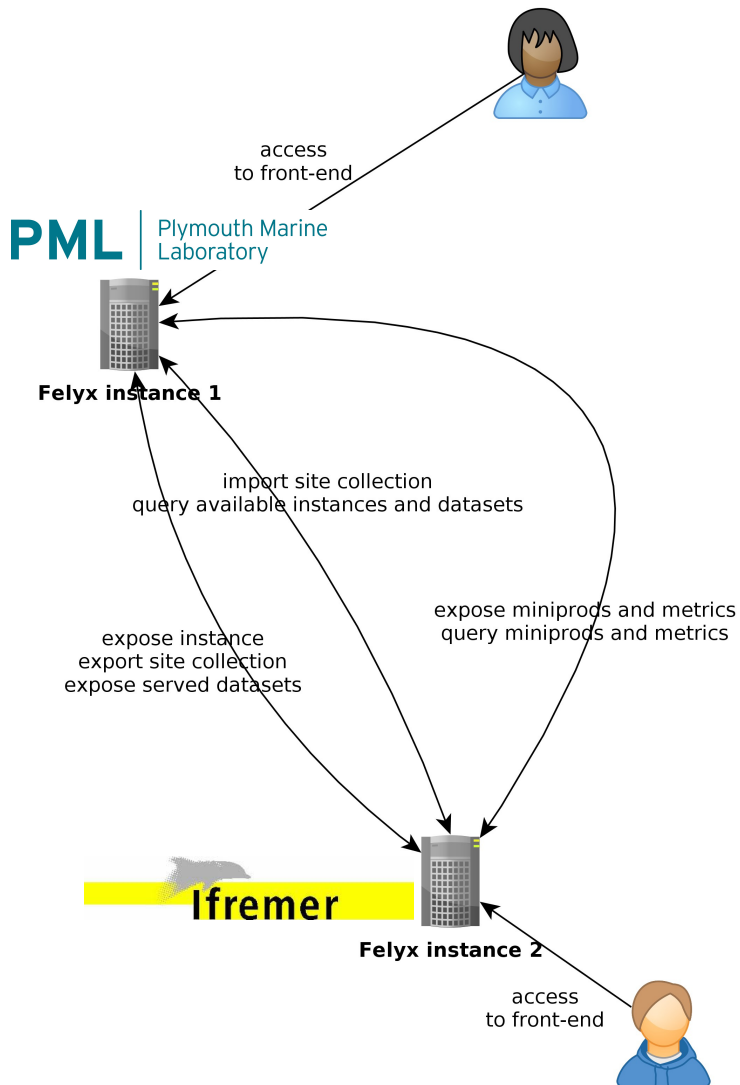 access
to front-end
PML
Plymouth Marine
Laboratory
Felyx instance 1
import site collection
query available instances and datasets
expose miniprods and metrics
query miniprods and metrics
expose instance
export site collection
expose served datasets
Ifremer
Felyx instance 2
access
to front-end